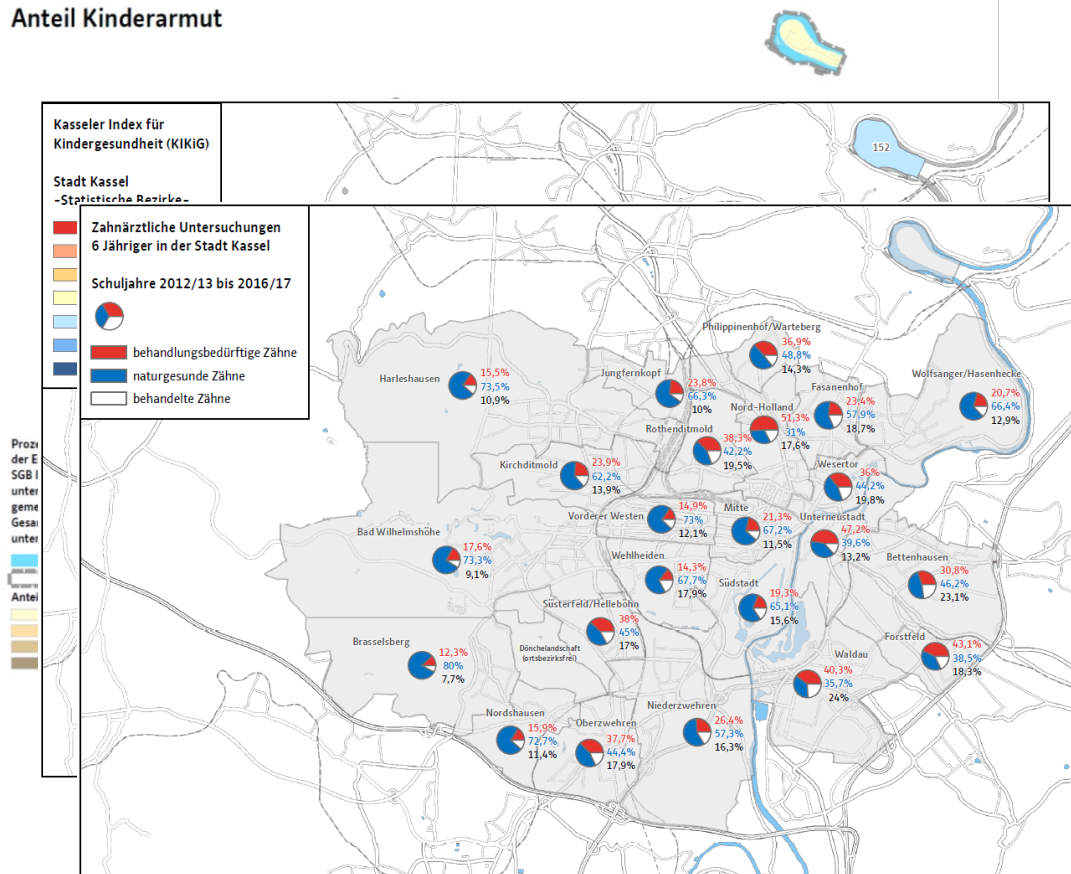 Anteil Kinderarmut
Kasseler Index für
Kindergesundheit (KIKiG)
Stadt Kassel
-Statistische Bezirke-
152
Zahnärztliche Untersuchungen
6 Jähriger in der Stadt Kassel
Schuljahre 2012/13 bis 2016/17
behandlungsbedürftige Zähne
naturgesunde Zähne
behandelte Zähne
der E
SGB I
unter
geme
Gesa
unter
Antei
Philippinenhof/Warteberg
36,9%
48,8%
14,3%
Harleshausen
15,5%
73,5%
10,9%
Jungfernkopf
23,8%
66,3%
10%
Fasanenhof
23,4%
57,9%
18,7%
Wolfsanger/Hasenhecke
20,7%
66,4%
12,9%
Nord-Holland
51,3%
31%
17,6%
Rothenditmold
38,3%
42,2%
19,5%
Kirchditmold
23,9%
62,2%
13,9%
Wesertor
36%
44,2%
19,8%
Vorderer Westen
14,9%
73%
12,1%
Mitte
21,3%
67,2%
11,5%
Unterneustadt
47,2%
39,6%
13,2%
Bad Wilhelmshöhe
17,6%
73,3%
9,1%
Wehlheiden
14,3%
67,7%
17,9%
Bettenhausen
30,8%
46,2%
23,1%
Südstadt
19,3%
65,1%
15,6%
Süsterfeld/Helleböhn
38%
45%
17%
Dönchelandschaft
(ortsbezirksfrei)
Brasselsberg
12,3%
80%
7,7%
Forstfeld
43,1%
38,5%
18,3%
Waldau
40,3%
35,7%
24%
Nordshausen
15,9%
72,7%
11,4%
Oberzwehren
37,7%
44,4%
17,9%
Niederzwehren
26,4%
57,3%
16,3%